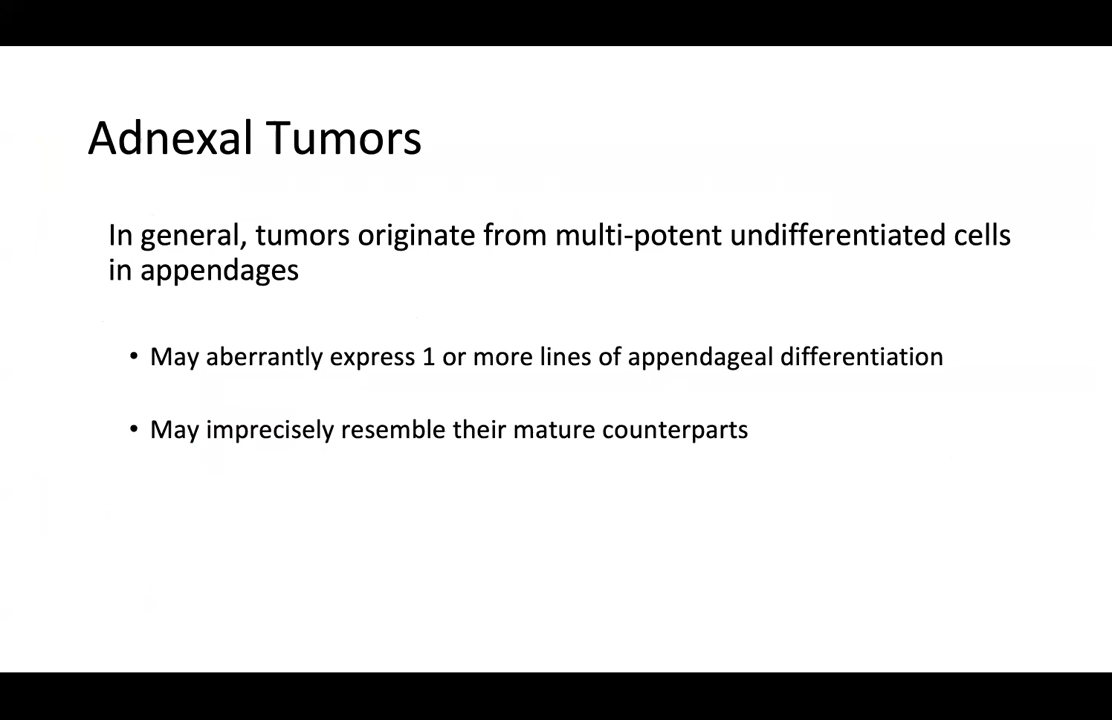 Adnexal Tumors
In general, tumors originate from multi-potent undifferentiated cells
in appendages
• May aberrantly express 1 or more lines of appendageal differentiation
• May imprecisely resemble their mature counterparts